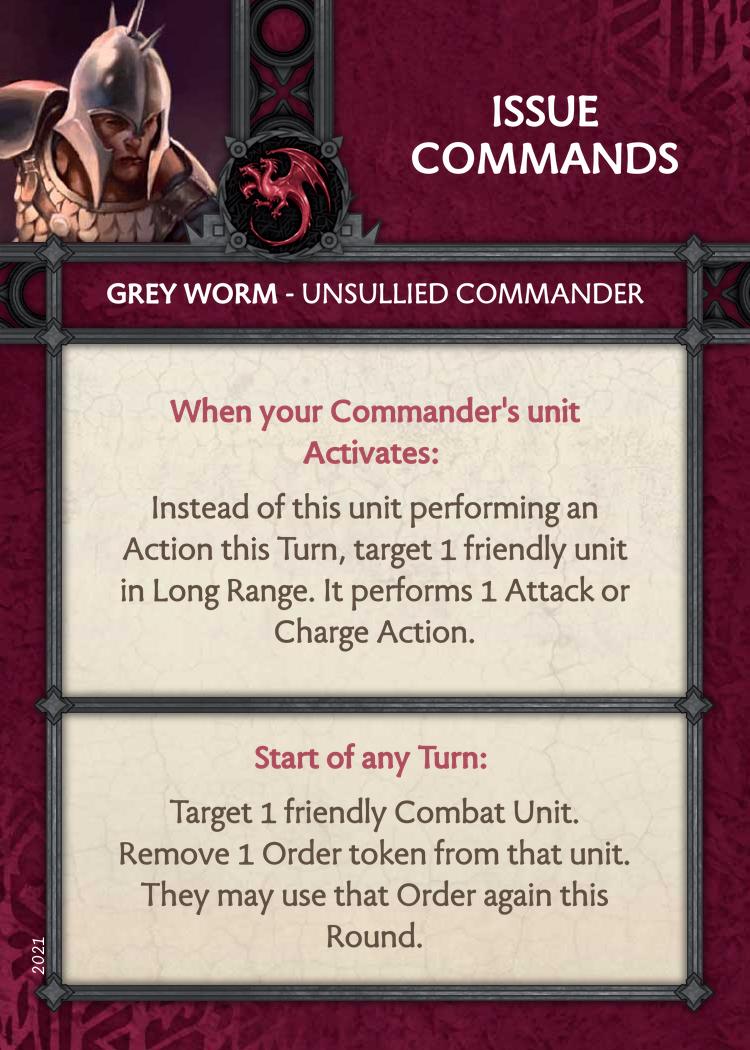 ISSUE
COMMANDS
GREY WORM - UNSULLIED COMMANDER
When your Commander's unit
Activates:
Instead of this unit performing an
Action this Turn, target 1 friendly unit
in Long Range. It performs 1 Attack or
Charge Action.
Start of any Turn:
Target 1 friendly Combat Unit.
Remove 1 Order token from that unit.
They may use that Order again this
Round.
2021